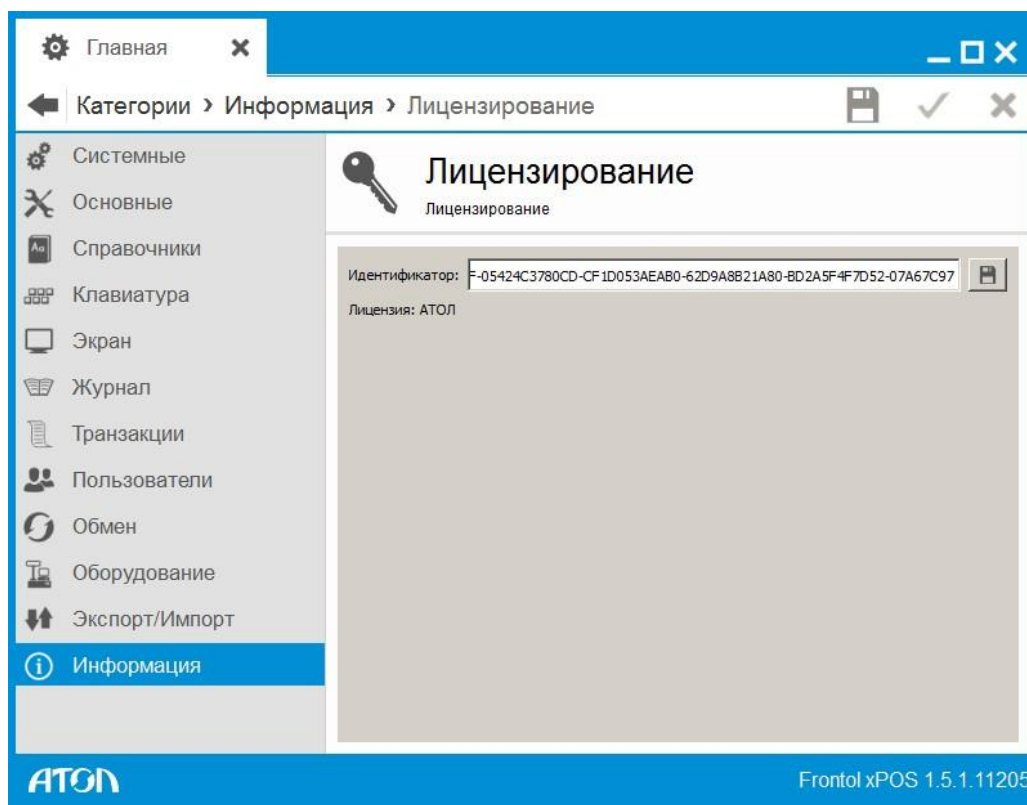 Главная
Категории › Информация › Лицензирование
Системные
Основные
Справочники
Клавиатура
Экран
Журнал
Транзакции
Пользователи
Обмен
Оборудование
Экспорт/Импорт
Информация
Лицензирование
Лицензирование
Идентификатор: F-05424C3780CD-CF1D053AEAB0-62D9A8B21A80-BD2A5F4F7D52-07A67C97
Лицензия: АТОЛ
АТОЛ
Frontol xPOS 1.5.1.11205